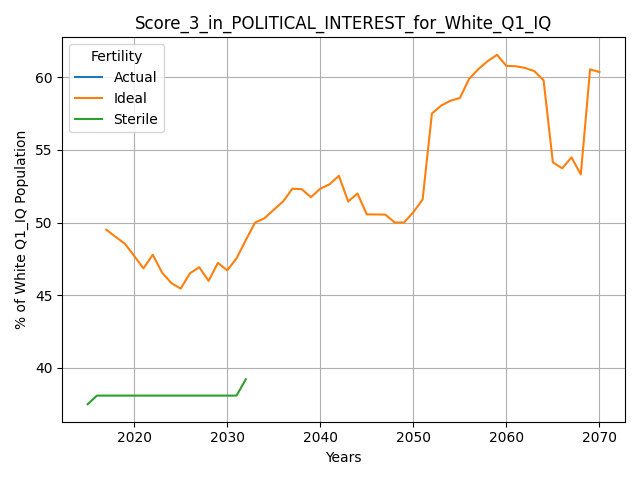 Score_3_in_POLITICAL_INTEREST_for_White_Q1_IQ
Fertility
Actual
Ideal
Sterile
% of White Q1_IQ Population
60
55
50
45
40
2020
2030
2040
2050
2060
2070
Years